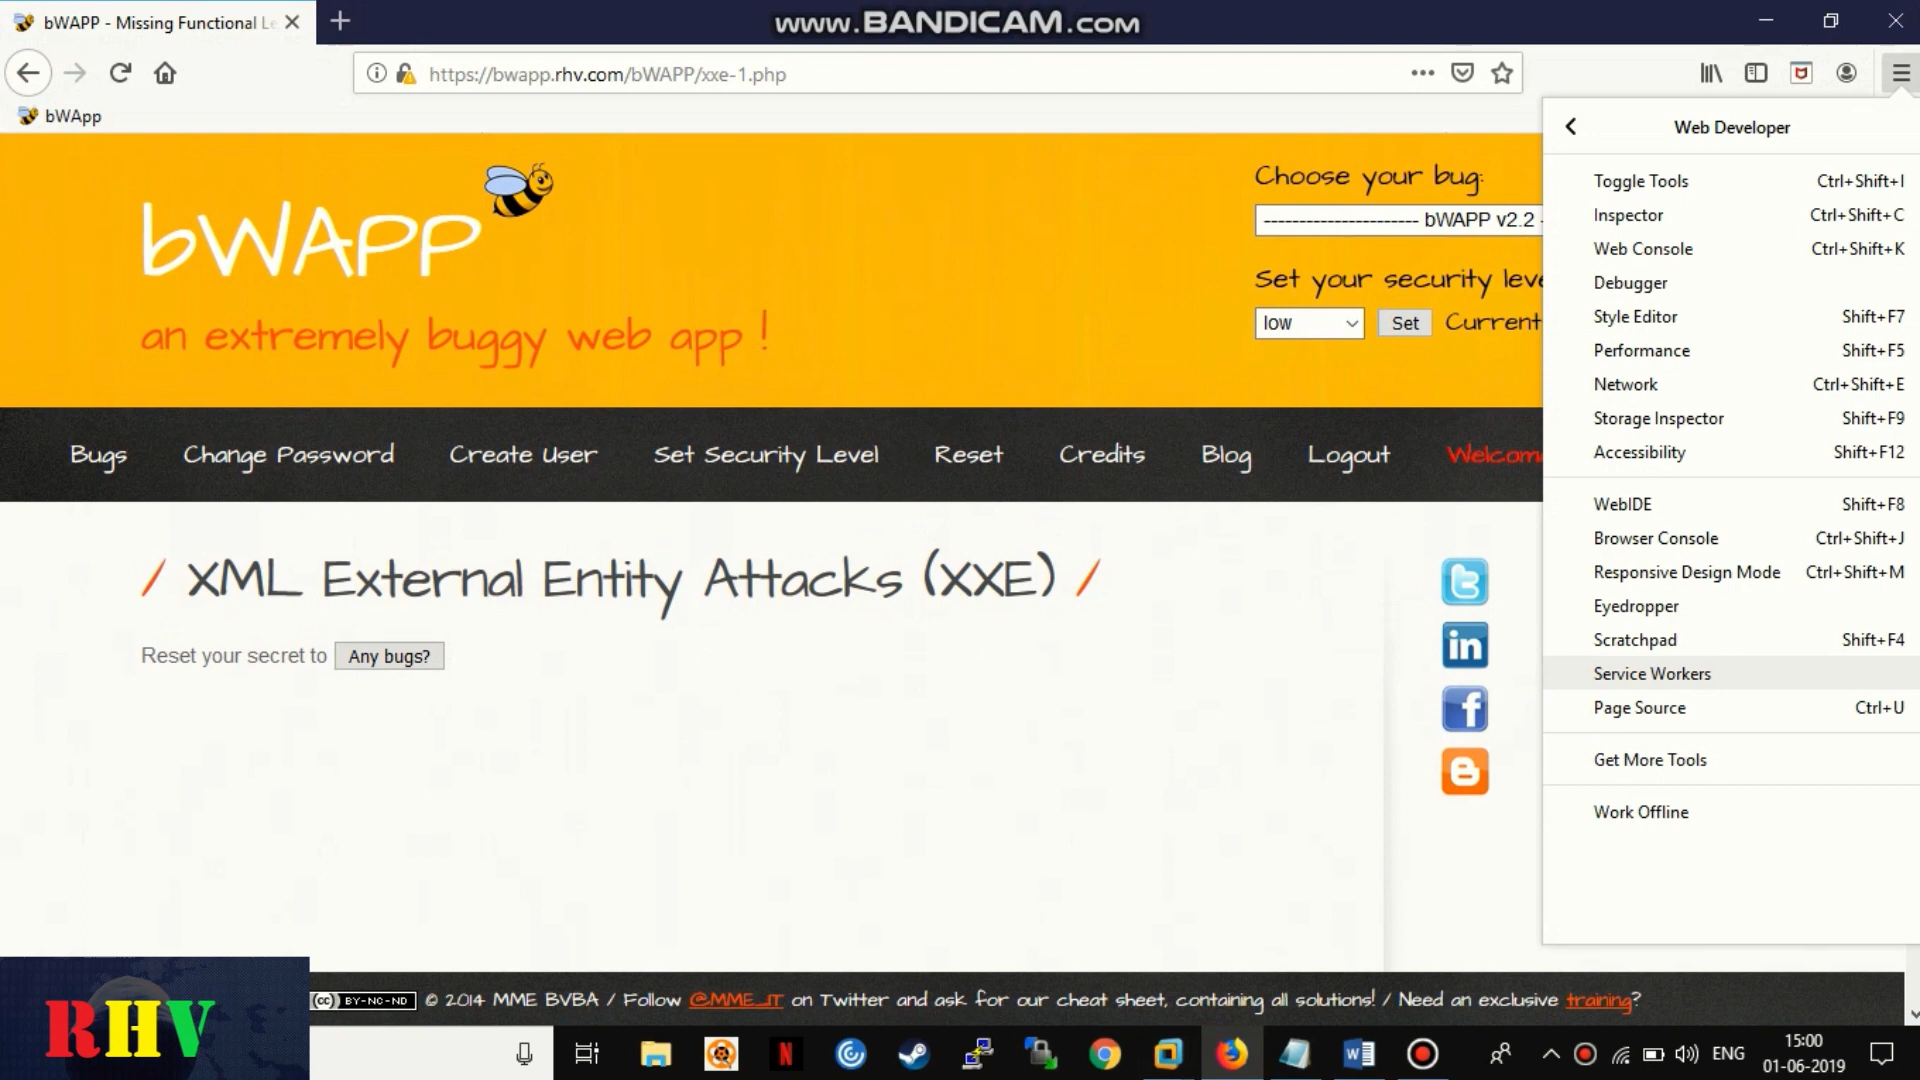 bWAPP - Missing Functional Le
www.BANDICAM.com
https://bwapp.rhv.com/bWAPP/xxe-1.php
bWApp
Web Developer
Toggle Tools Ctrl+Shift+I
Inspector Ctrl+Shift+C
Web Console Ctrl+Shift+K
Debugger
Style Editor Shift+F7
Performance Shift+F5
Network Ctrl+Shift+E
Storage Inspector Shift+F9
Accessibility Shift+F12
WebIDE Shift+F8
Browser Console Ctrl+Shift+J
Responsive Design Mode Ctrl+Shift+M
Eyedropper
Scratchpad Shift+F4
Service Workers
Page Source Ctrl+U
Get More Tools
Work Offline
bWAPP
an extremely buggy web app !
Choose your bug:
---------------------- bWAPP v2.2 -
Set your security leve
low Set Current
Bugs Change Password Create User Set Security Level Reset Credits Blog Logout Welcom
/ XML External Entity Attacks (XXE) /
Reset your secret to Any bugs?
(cc) BY-NC-ND © 2014 MME BVBA / Follow @MME_IT on Twitter and ask for our cheat sheet, containing all solutions! / Need an exclusive training?
RHV
ENG
15:00
01-06-2019